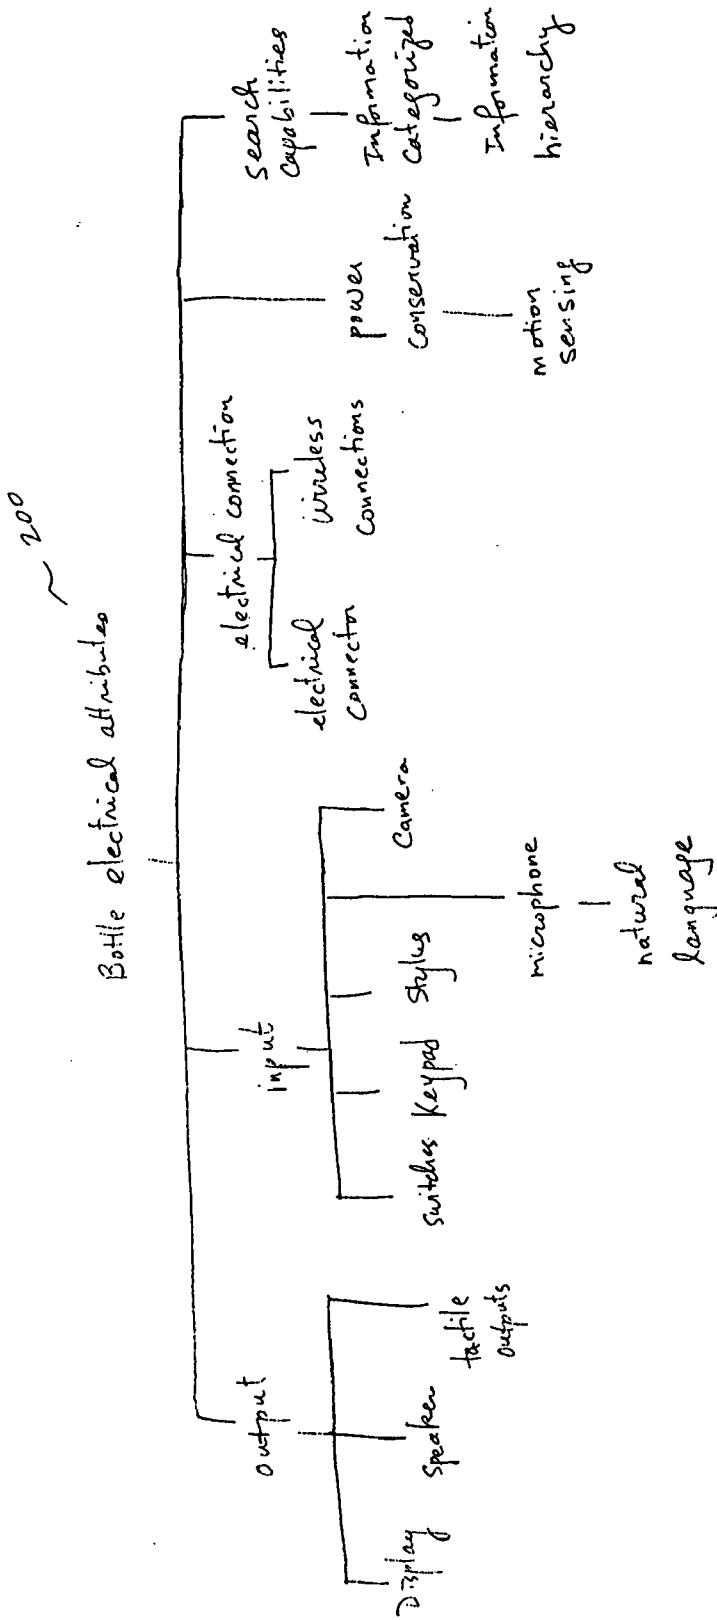 ~ 200
Bottle electrical attributes
output
input
electrical connection
power
conservation
search
capabilities
Display
Speaker
tactile
outputs
switches
Keypad
Stylus
microphone
natural
language
Camera
electrical
connector
wireless
connections
motion
sensing
Information
categorized
Information
hierarchy